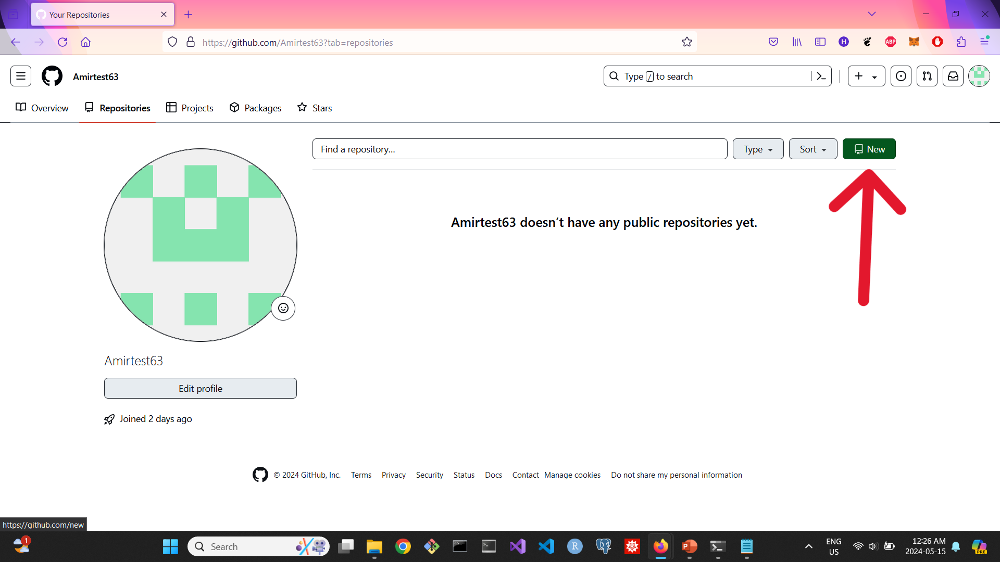 Your Repositories
https://github.com/Amirtest63?tab=repositories
H
ABP
Amirtest63
Type / to search
Overview
Repositories
Projects
Packages
Stars
Find a repository…
Type
Sort
New
Amirtest63 doesn’t have any public repositories yet.
Amirtest63
Edit profile
Joined 2 days ago
© 2024 GitHub, Inc. Terms Privacy Security Status Docs Contact Manage cookies Do not share my personal information
https://github.com/new
1
Search
R
P
ENG
US
12:26 AM
2024-05-15
PRE